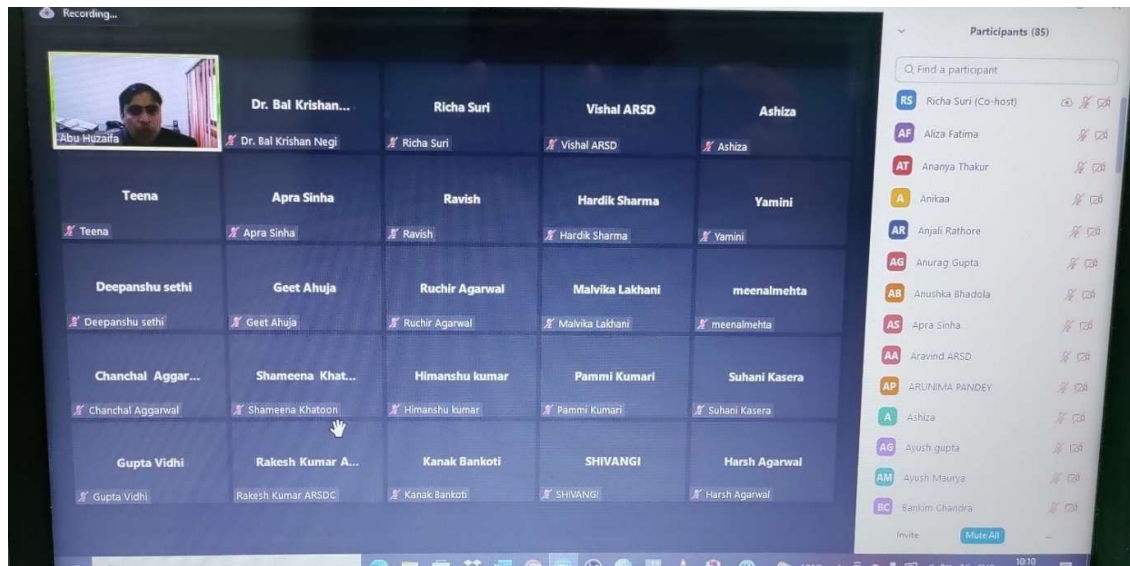 Recording...
Abu Huzaifa
Dr. Bal Krishan...
Dr. Bal Krishan Negi
Richa Suri
Richa Suri
Vishal ARSD
Vishal ARSD
Ashiza
Ashiza
Teena
Teena
Apra Sinha
Apra Sinha
Ravish
Ravish
Hardik Sharma
Hardik Sharma
Yamini
Yamini
Deepanshu sethi
Deepanshu sethi
Geet Ahuja
Geet Ahuja
Ruchir Agarwal
Ruchir Agarwal
Malvika Lakhani
Malvika Lakhani
meenalmehta
meenalmehta
Chanchal Aggar...
Chanchal Aggarwal
Shameena Khat...
Shameena Khatoon
Himanshu kumar
Himanshu kumar
Pammi Kumari
Pammi Kumari
Suhani Kasera
Suhani Kasera
Gupta Vidhi
Gupta Vidhi
Rakesh Kumar A...
Rakesh Kumar ARSDC
Kanak Bankoti
Kanak Bankoti
SHIVANGI
SHIVANGI
Harsh Agarwal
Harsh Agarwal
Participants (85)
Find a participant
RS Richa Suri (Co-host)
AF Aliza Fatima
AT Ananya Thakur
A Anikaa
AR Anjali Rathore
AG Anurag Gupta
AB Anushka Bhadola
AS Apra Sinha
AA Aravind ARSD
AP ARUNIMA PANDEY
A Ashiza
AG Ayush gupta
AM Ayush Maurya
BC Bankim Chandra
Invite Mute All ...
10:10